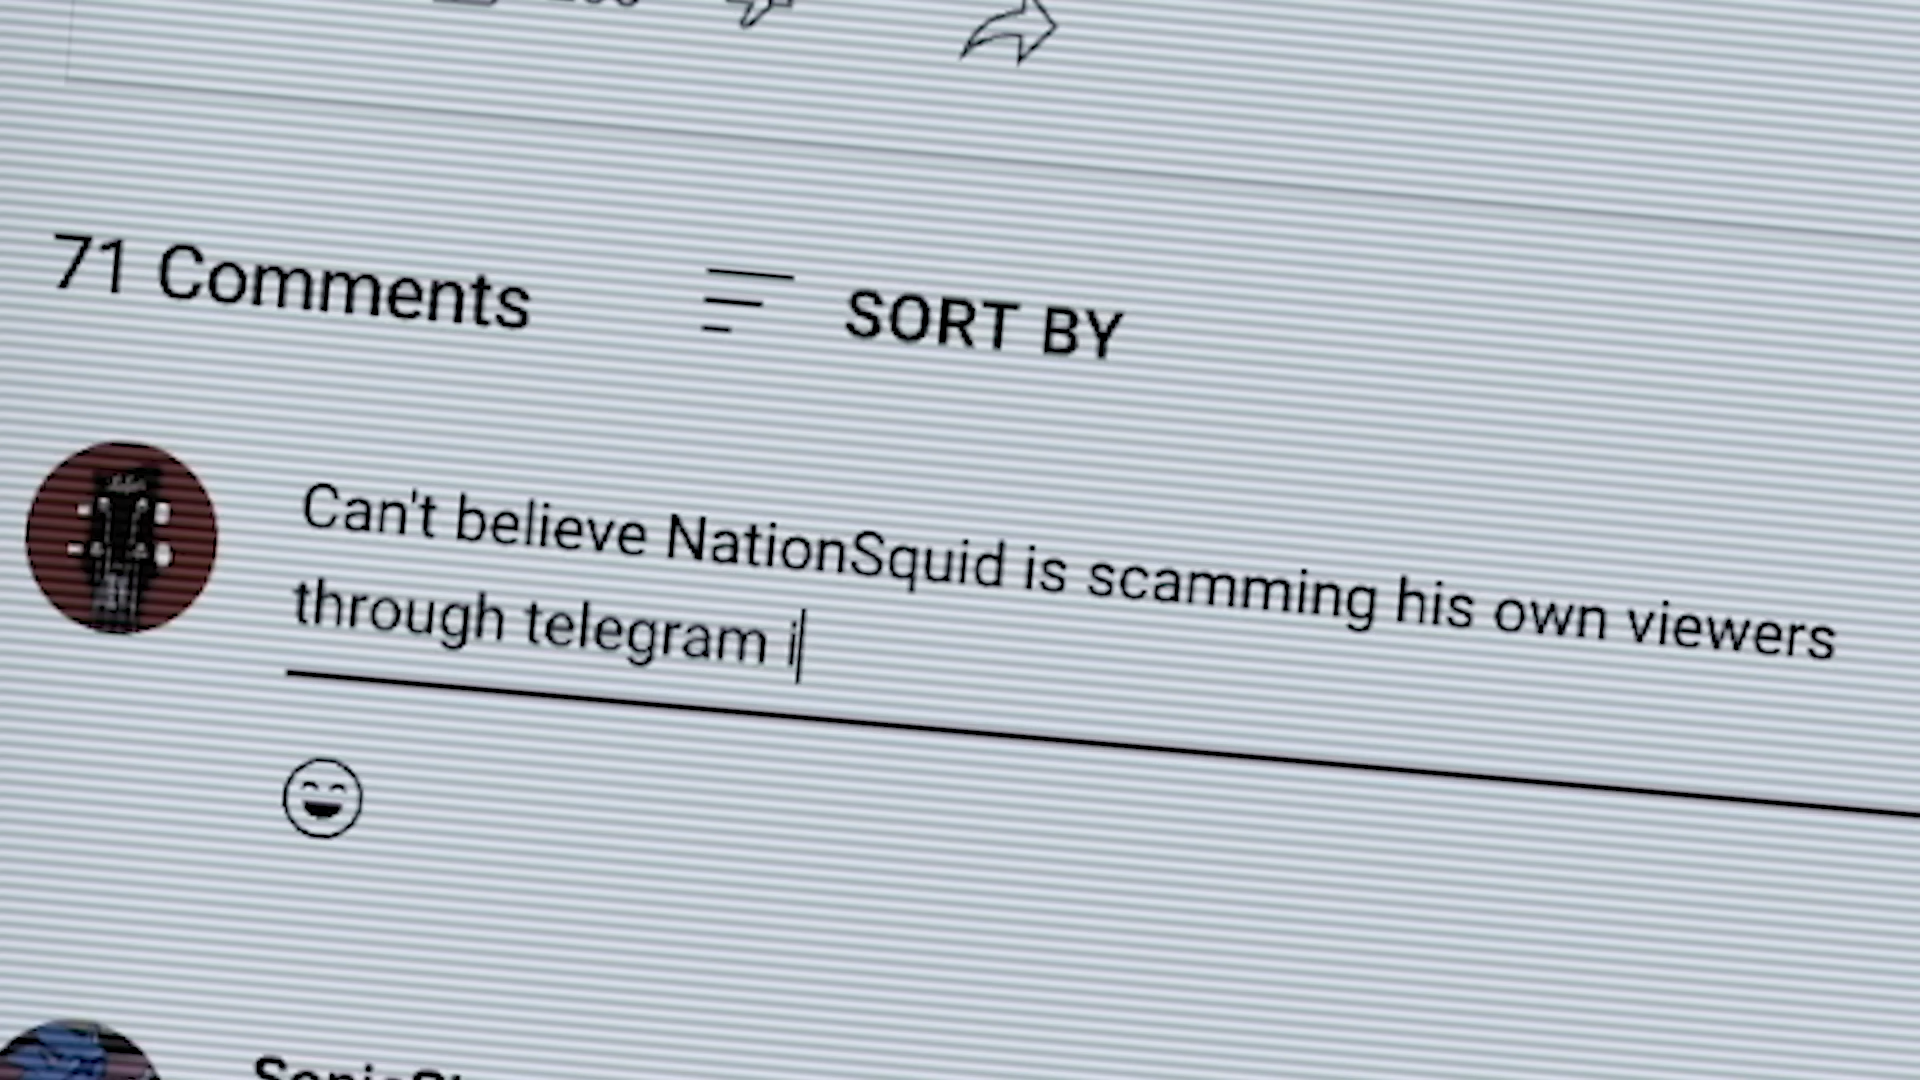 71 Comments
SORT BY
Can't believe NationSquid is scamming his own viewers
through telegram i